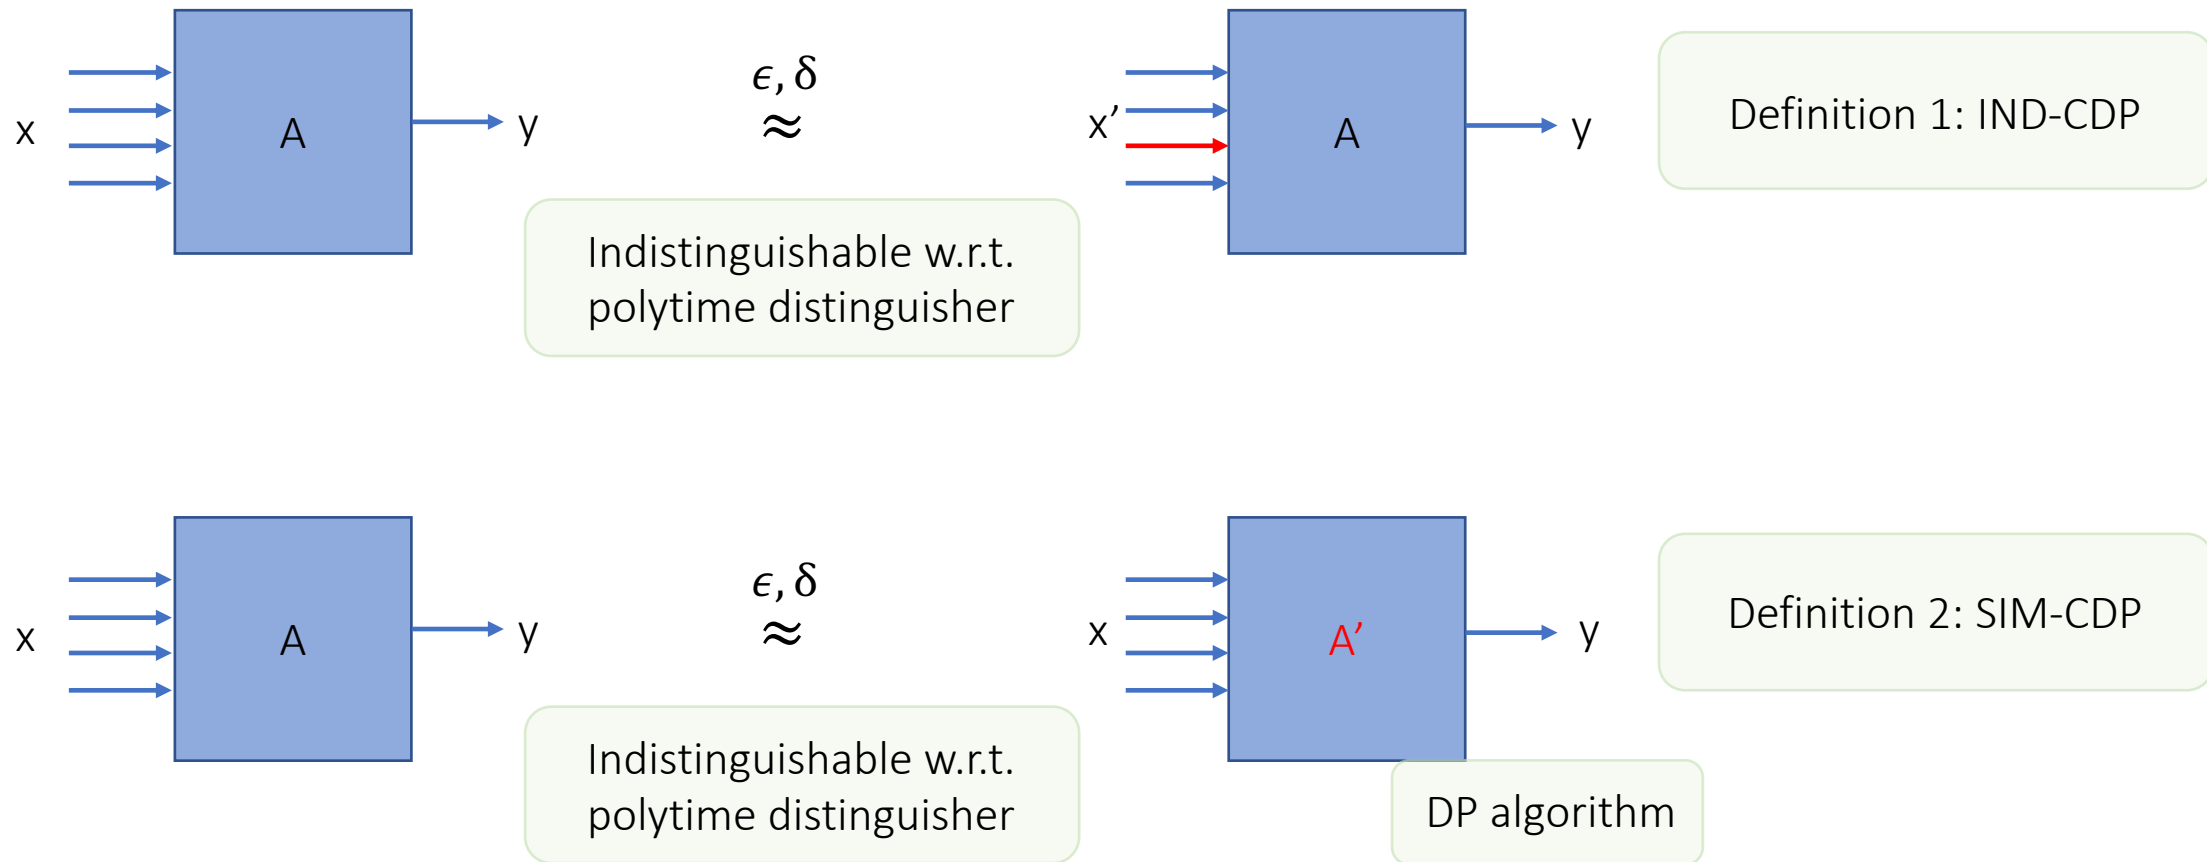 x
A
y
ϵ, δ
≈
x’
A
y
Definition 1: IND-CDP
Indistinguishable w.r.t.
polytime distinguisher
x
A
y
ϵ, δ
≈
x
A’
y
Definition 2: SIM-CDP
Indistinguishable w.r.t.
polytime distinguisher
DP algorithm